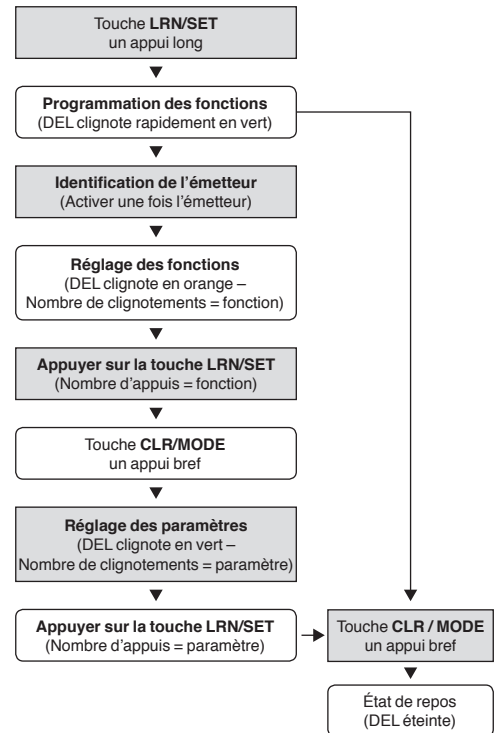 Touche LRN/SET
un appui long
Programmation des fonctions
(DEL clignote rapidement en vert)
Identification de l'émetteur
(Activer une fois l'émetteur)
Réglage des fonctions
(DEL clignote en orange –
Nombre de clignotements = fonction)
Appuyer sur la touche LRN/SET
(Nombre d'appuis = fonction)
Touche CLR/MODE
un appui bref
Réglage des paramètres
(DEL clignote en vert –
Nombre de clignotements = paramètre)
Appuyer sur la touche LRN/SET
(Nombre d'appuis = paramètre)
Touche CLR / MODE
un appui bref
État de repos
(DEL éteinte)